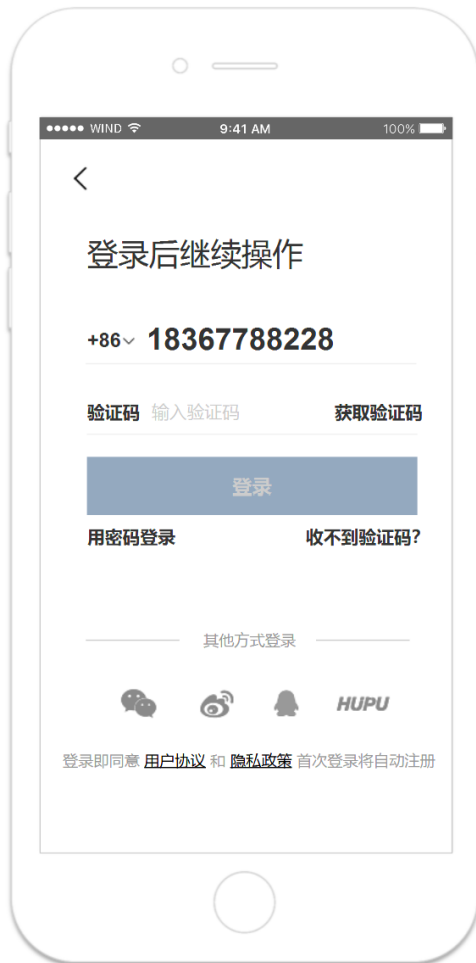 WIND 9:41 AM 100%
登录后继续操作
+86 18367788228
验证码 输入验证码 获取验证码
登录
用密码登录 收不到验证码?
其他方式登录
HUPU
登录即同意 用户协议 和 隐私政策 首次登录将自动注册